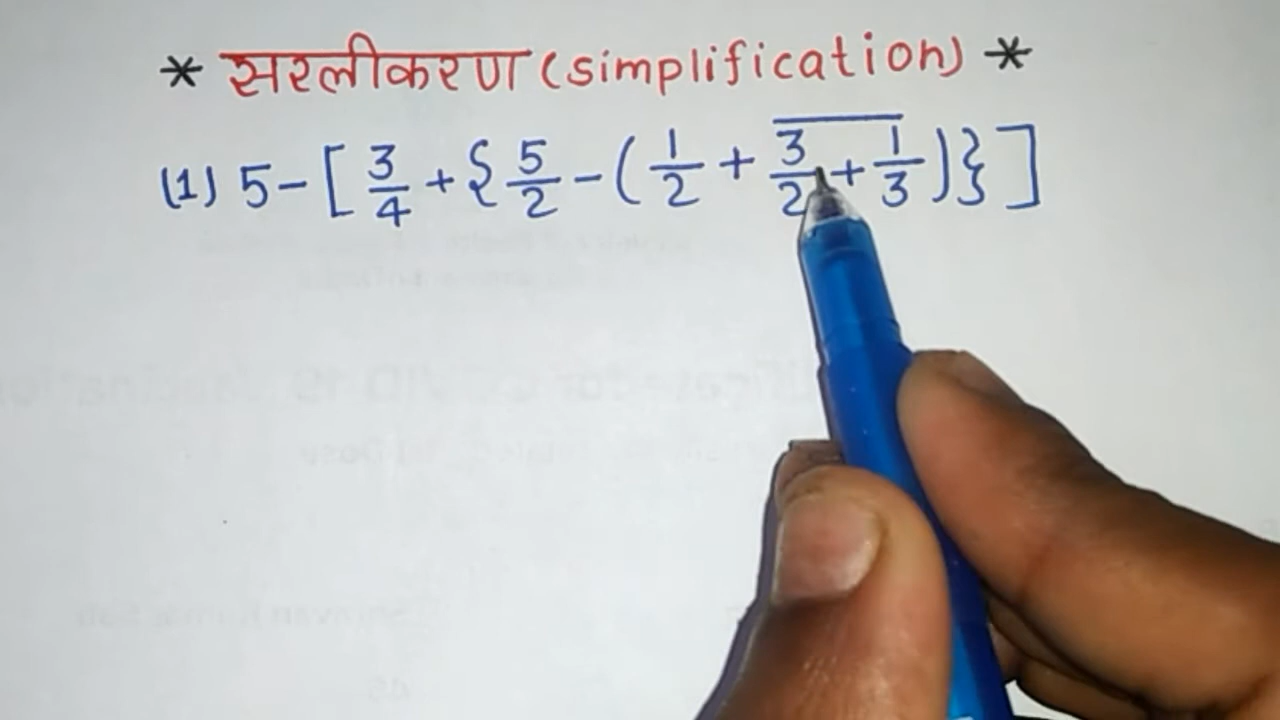 * सरलीकरण (simplification) *
(1) 5 - [ 3/4 + { 5/2 - ( 1/2 + 3/2 + 1/3 ) } ]